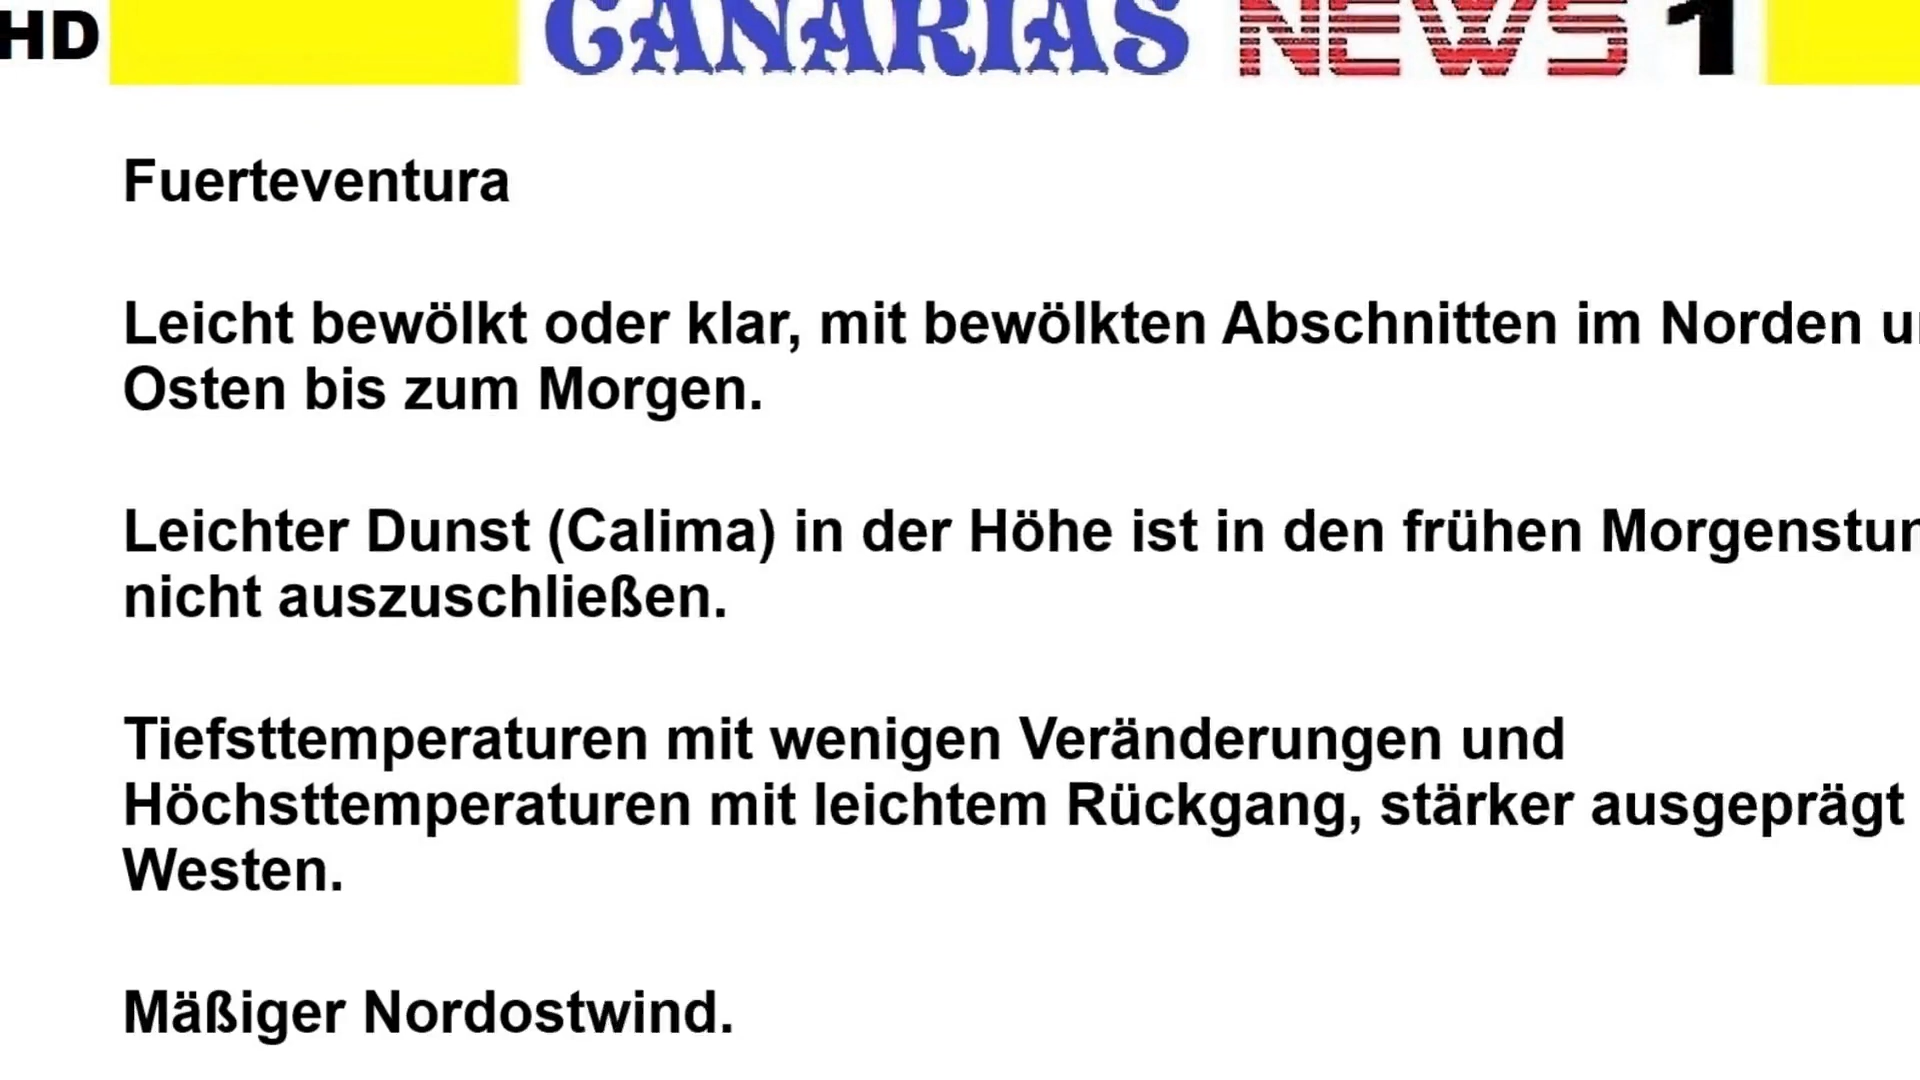 HD CANARIAS NEWS 1
Fuerteventura
Leicht bewölkt oder klar, mit bewölkten Abschnitten im Norden
Osten bis zum Morgen.
Leichter Dunst (Calima) in der Höhe ist in den frühen
nicht auszuschließen.
Tiefsttemperaturen mit wenigen Veränderungen und
Höchsttemperaturen mit leichtem Rückgang, stärker ausgeprägt
Westen.
Mäßiger Nordostwind.